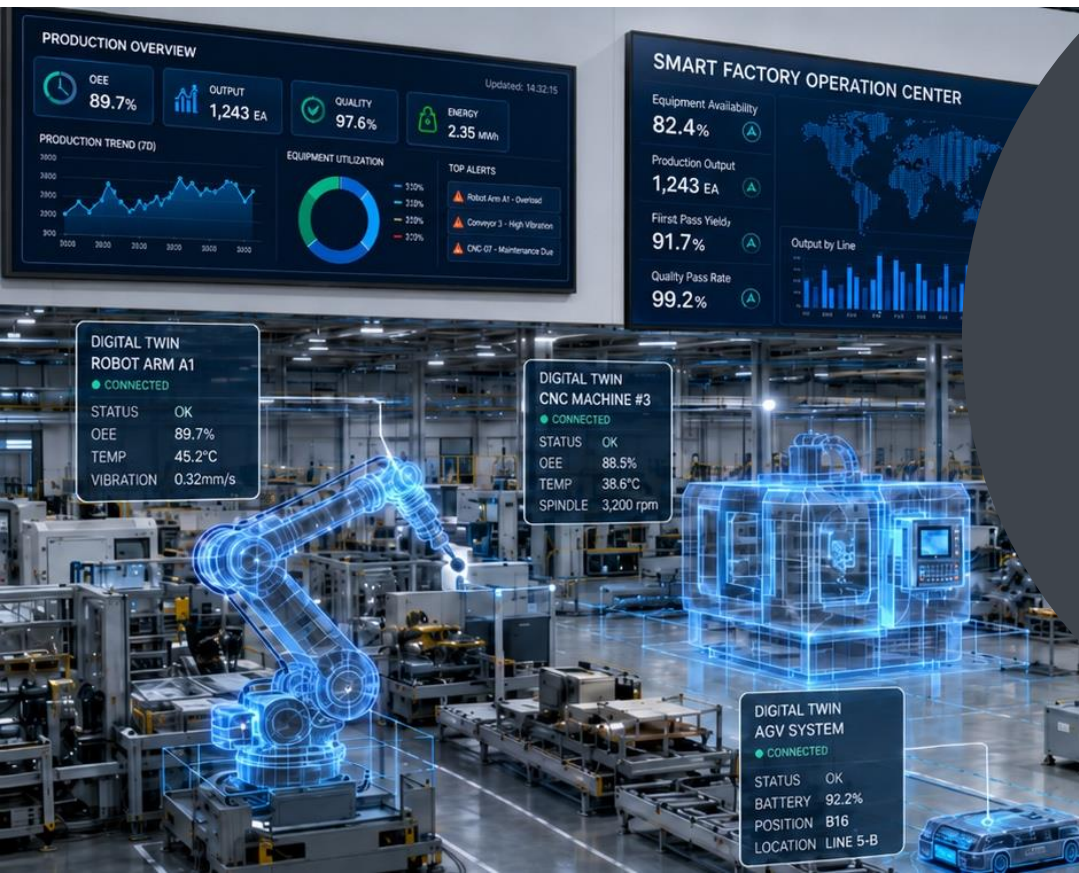 PRODUCTION OVERVIEW
Updated: 14:32:15
OEE
89.7%
OUTPUT
1,243 EA
QUALITY
97.6%
ENERGY
2.35 MWh
PRODUCTION TREND (7D)
EQUIPMENT UTILIZATION
TOP ALERTS
Robot Arm A1 - Overload
Conveyor 3 - High Vibration
CNC-07 - Maintenance Due
SMART FACTORY OPERATION CENTER
Equipment Availability
82.4%
Production Output
1,243 EA
Fiirst Pass Yield
91.7%
Quality Pass Rate
99.2%
Output by Line
DIGITAL TWIN
ROBOT ARM A1
CONNECTED
STATUS OK
OEE 89.7%
TEMP 45.2°C
VIBRATION 0.32mm/s
DIGITAL TWIN
CNC MACHINE #3
CONNECTED
STATUS OK
OEE 88.5%
TEMP 38.6°C
SPINDLE 3,200 rpm
DIGITAL TWIN
AGV SYSTEM
CONNECTED
STATUS OK
BATTERY 92.2%
POSITION B16
LOCATION LINE 5-B